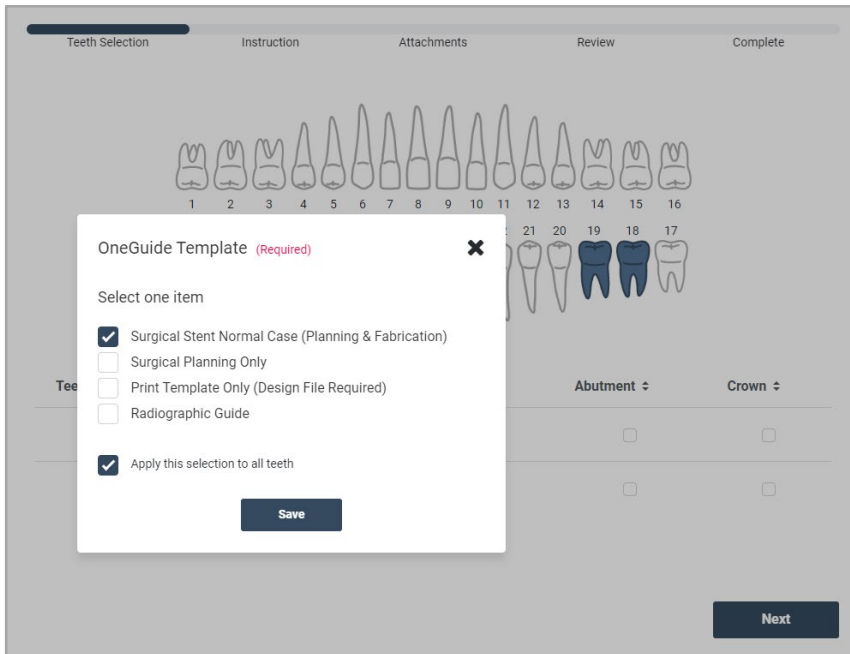 Teeth Selection Instruction Attachments Review Complete
1 2 3 4 5 6 7 8 9 10 11 12 13 14 15 16
21 20 19 18 17
OneGuide Template (Required)
Select one item
Surgical Stent Normal Case (Planning & Fabrication)
Surgical Planning Only
Print Template Only (Design File Required)
Radiographic Guide
Apply this selection to all teeth
Save
Abutment Crown
Next